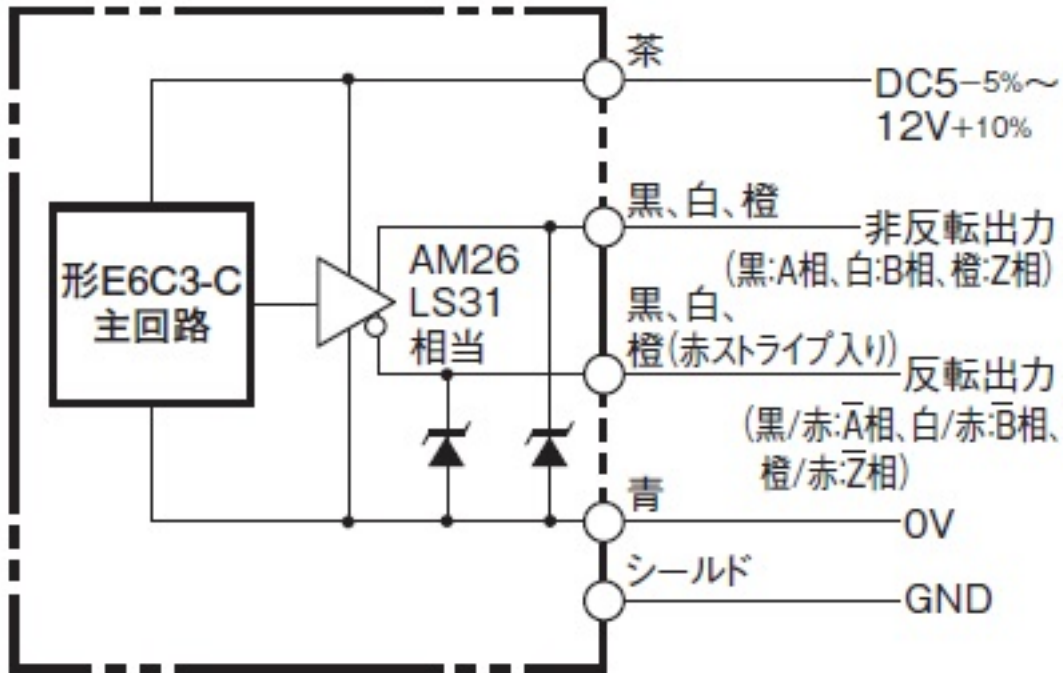 茶
DC5−5%～
12V+10%
黒、白、橙
非反転出力
(黒:A相、白:B相、橙:Z相)
形E6C3-C
主回路
AM26
LS31
相当
黒、白、
橙(赤ストライプ入り)
反転出力
(黒/赤:A̅相、白/赤:B̅相、
橙/赤:Z̅相)
青
0V
シールド
GND